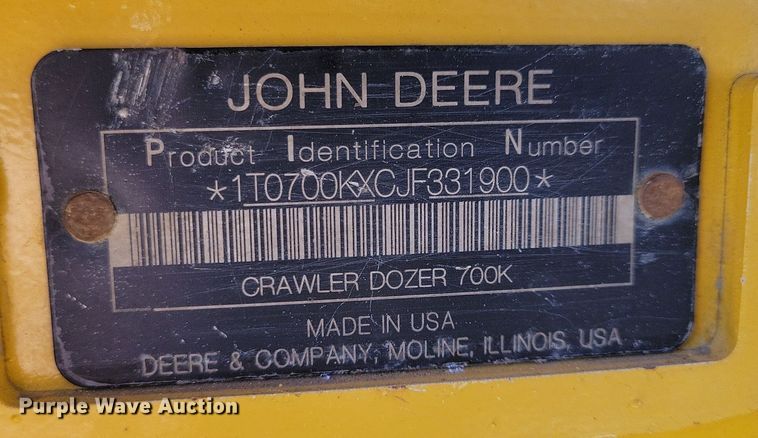 JOHN DEERE
Product Identification Number
*1T0700KXCJF331900*
CRAWLER DOZER 700K
MADE IN USA
DEERE & COMPANY, MOLINE, ILLINOIS, USA
Purple Wave Auction